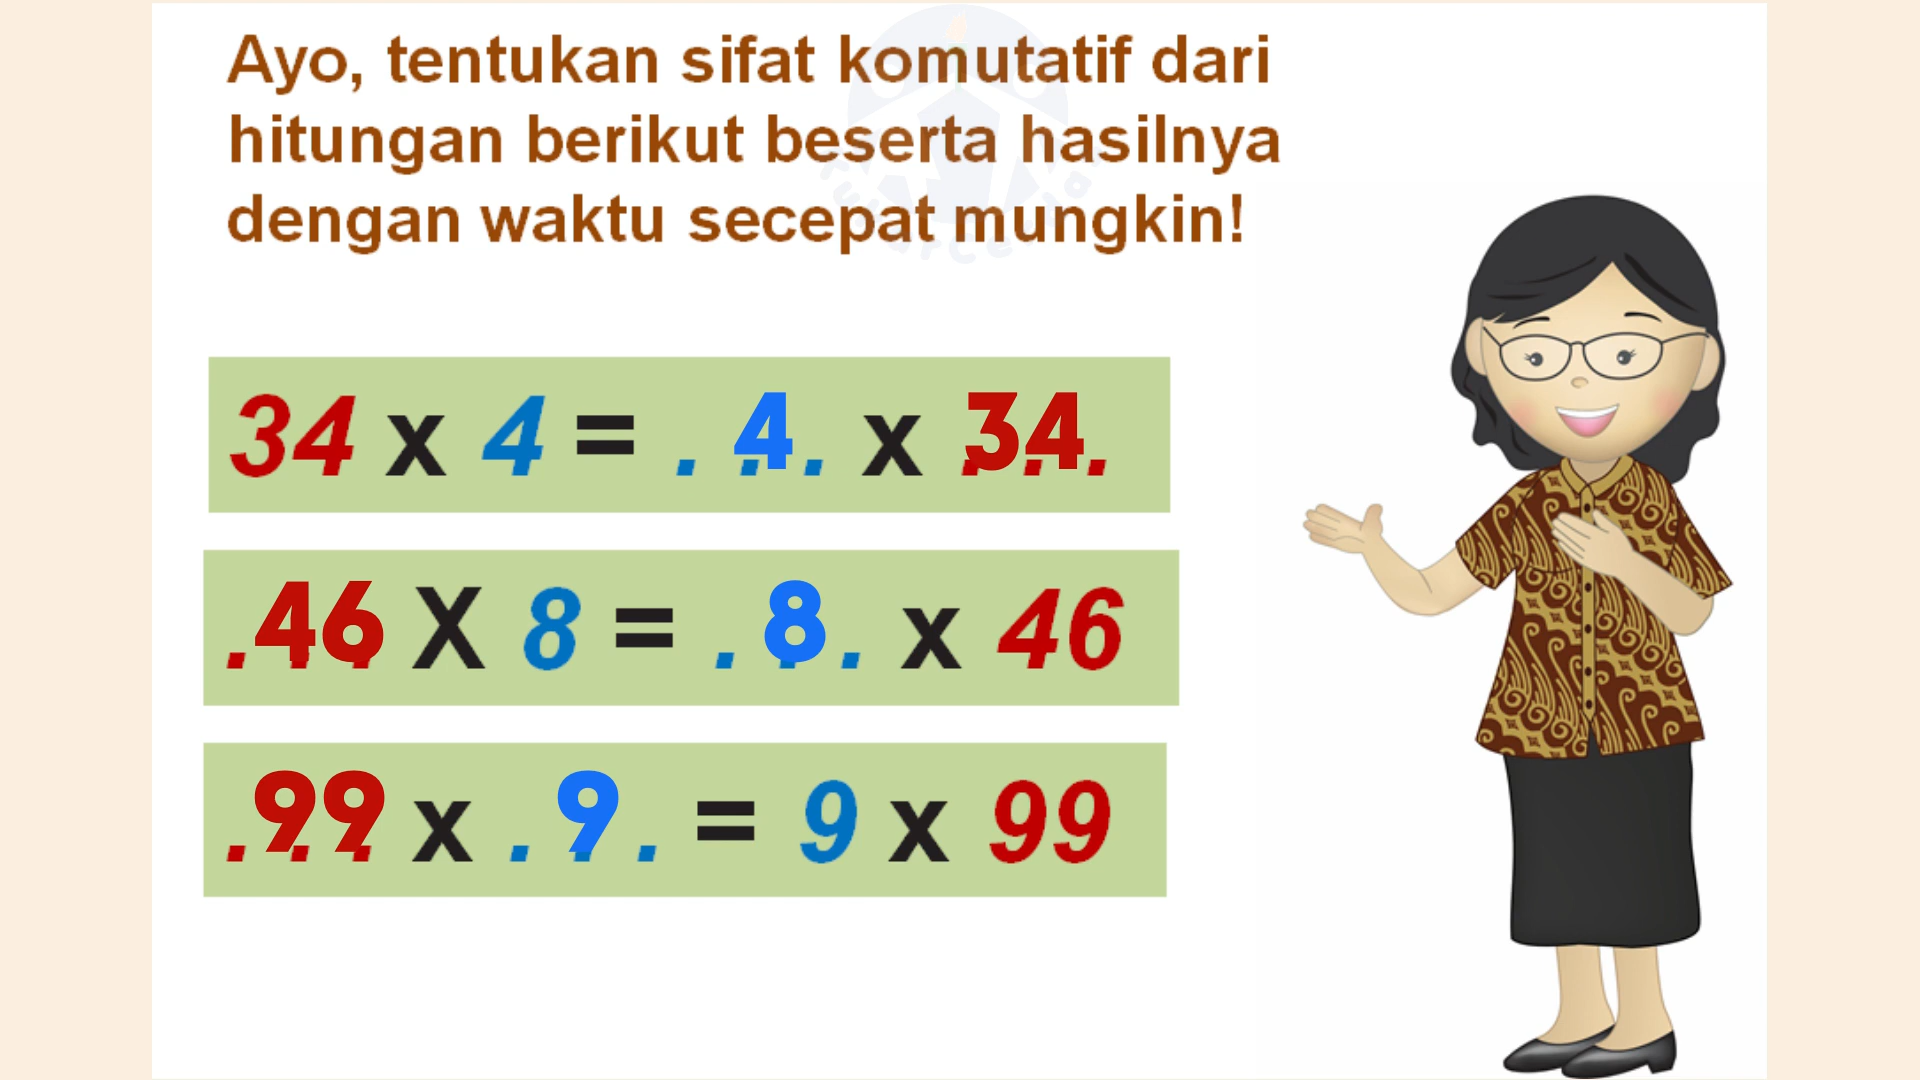 Ayo, tentukan sifat komutatif dari
hitungan berikut beserta hasilnya
dengan waktu secepat mungkin!
34 x 4 = . 4. x 34.
.46 X 8 = . 8. x 46
.99 x . 9. = 9 x 99